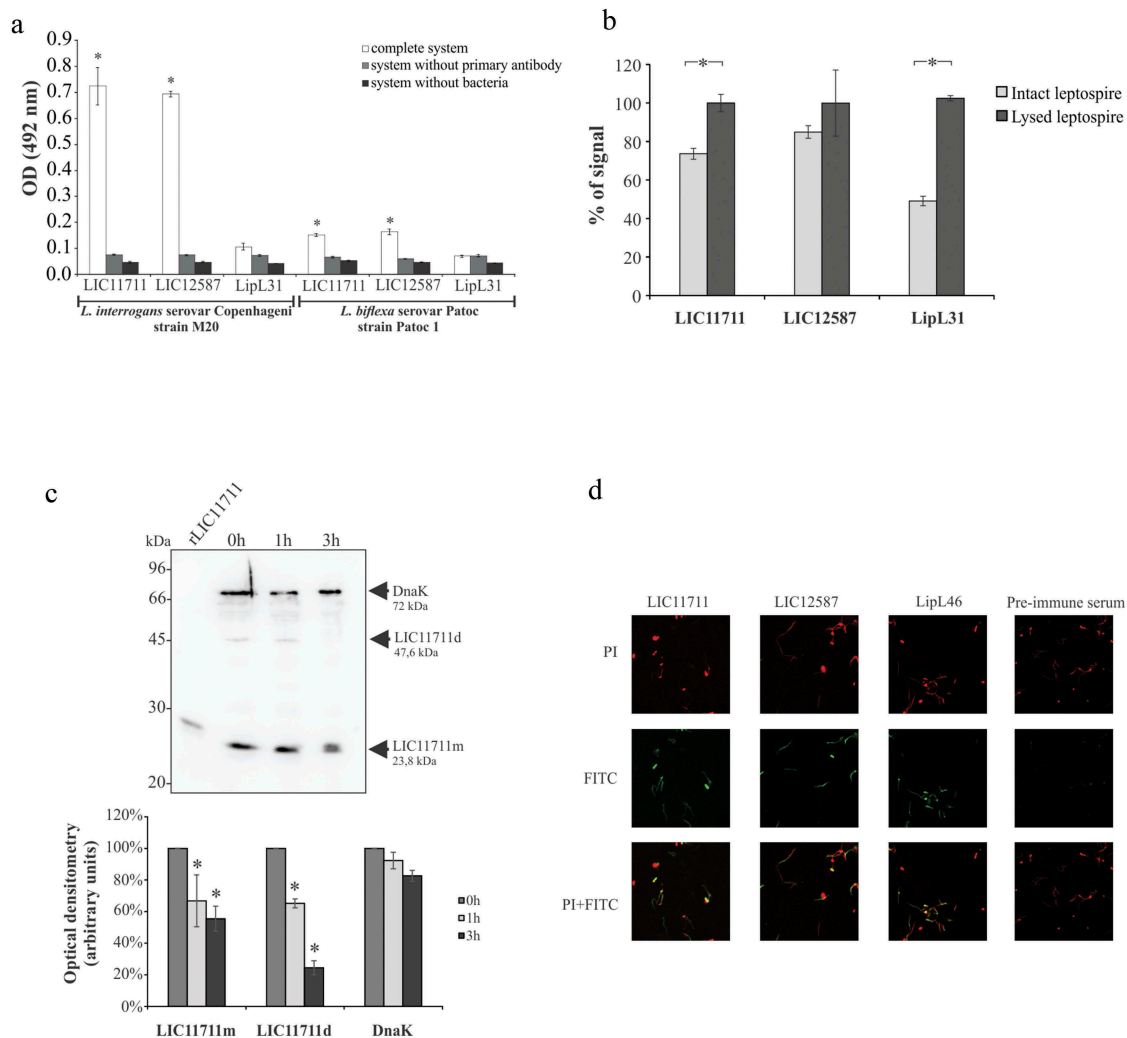 a
OD (492 nm)
0.9
0.8
0.7
0.6
0.5
0.4
0.3
0.2
0.1
0.0
* * * *
complete system
system without primary antibody
system without bacteria
LIC11711 LIC12587 LipL31 LIC11711 LIC12587 LipL31
L. interrogans serovar Copenhageni
strain M20
L. biflexa serovar Patoc
strain Patoc 1
b
% of signal
120
100
80
60
40
20
0
* *
Intact leptospire
Lysed leptospire
LIC11711 LIC12587 LipL31
c
rLIC11711
kDa 0h 1h 3h
96
66
45
30
20
DnaK
72 kDa
LIC11711d
47,6 kDa
LIC11711m
23,8 kDa
Optical densitometry
(arbitrary units)
120%
100%
80%
60%
40%
20%
0%
* * * *
0h
1h
3h
LIC11711m LIC11711d DnaK
d
LIC11711 LIC12587 LipL46 Pre-immune serum
PI
FITC
PI+FITC